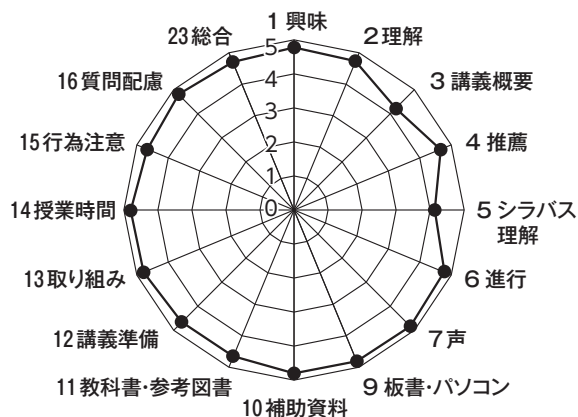 1 興味
2 理解
3 講義概要
4 推薦
5 シラバス
理解
6 進行
7 声
9 板書・パソコン
10 補助資料
11 教科書・参考図書
12 講義準備
13 取り組み
14 授業時間
15 行為注意
16 質問配慮
23 総合
5
4
3
2
1
0